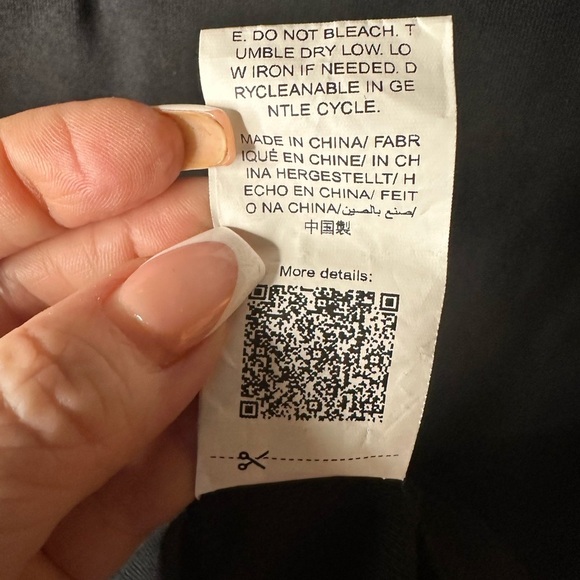 E. DO NOT BLEACH. T
UMBLE DRY LOW. LO
W IRON IF NEEDED. D
RYCLEANABLE IN GE
NTLE CYCLE.
MADE IN CHINA/ FABR
IQUÉ EN CHINE/ IN CH
INA HERGESTELLT/ H
ECHO EN CHINA/ FEIT
O NA CHINA/صنع بالصين/
中国製
More details: